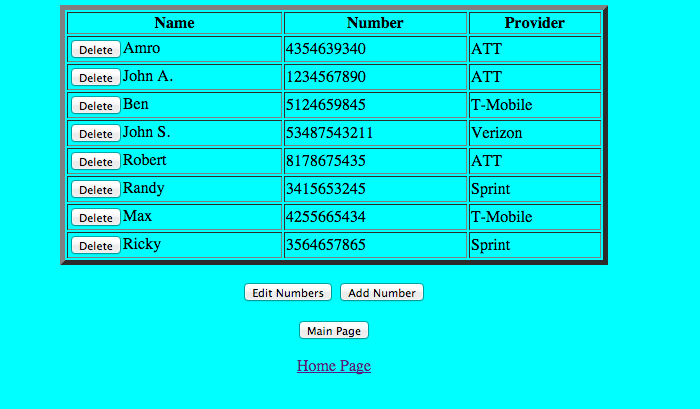 Name Number Provider
Delete Amro 4354639340 ATT
Delete John A. 1234567890 ATT
Delete Ben 5124659845 T-Mobile
Delete John S. 53487543211 Verizon
Delete Robert 8178675435 ATT
Delete Randy 3415653245 Sprint
Delete Max 4255665434 T-Mobile
Delete Ricky 3564657865 Sprint
Edit Numbers Add Number
Main Page
Home Page